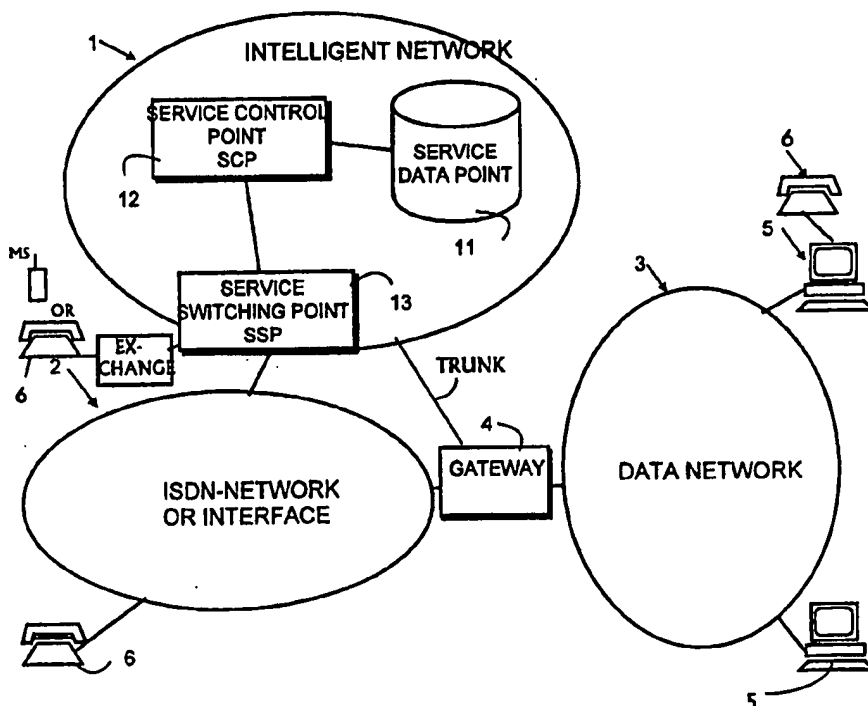 1
INTELLIGENT NETWORK
SERVICE CONTROL
POINT
SCP
12
SERVICE
DATA POINT
11
6
5
MS
OR
6
EX-
CHANGE
2
SERVICE
SWITCHING POINT
SSP
13
3
TRUNK
4
GATEWAY
ISDN-NETWORK
OR INTERFACE
DATA NETWORK
6
5